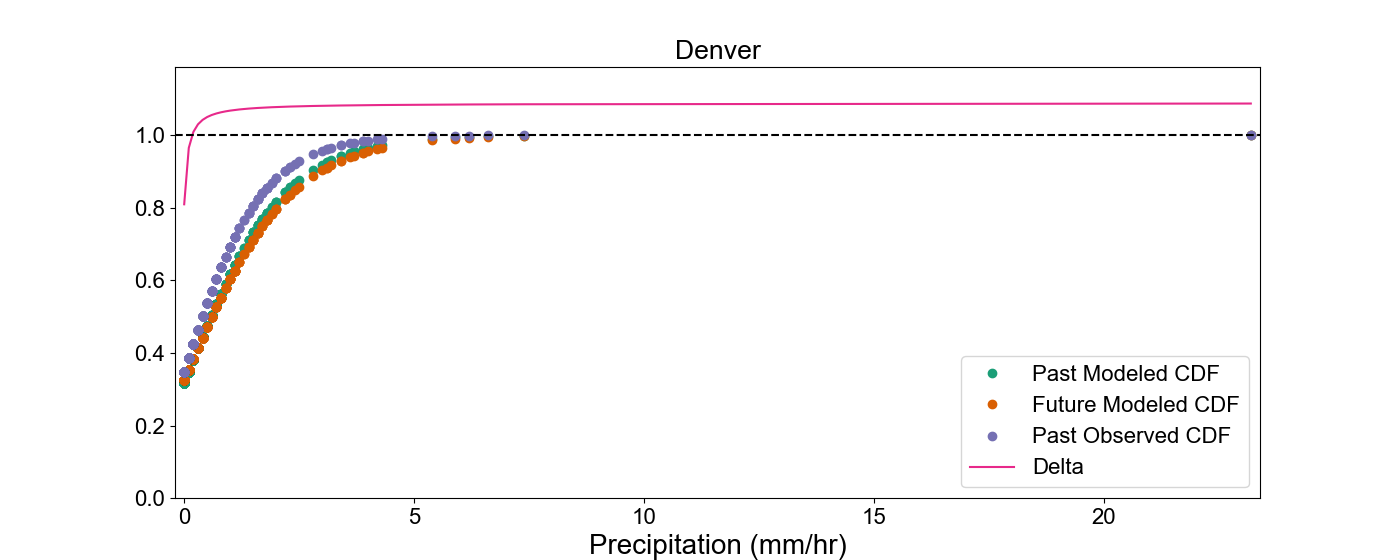 Denver
1.0
0.8
0.6
0.4
0.2
0.0
Past Modeled CDF
Future Modeled CDF
Past Observed CDF
Delta
0 5 10 15 20
Precipitation (mm/hr)